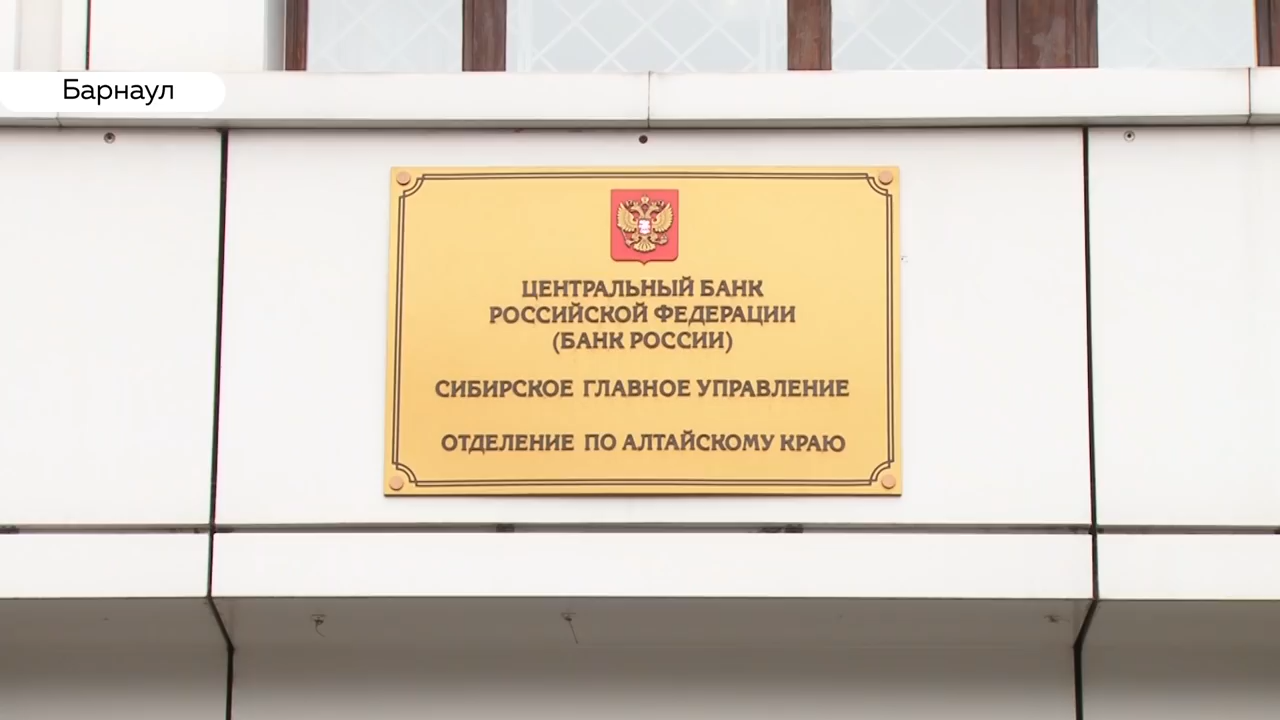 Барнаул
ЦЕНТРАЛЬНЫЙ БАНК
РОССИЙСКОЙ ФЕДЕРАЦИИ
(БАНК РОССИИ)
СИБИРСКОЕ ГЛАВНОЕ УПРАВЛЕНИЕ
ОТДЕЛЕНИЕ ПО АЛТАЙСКОМУ КРАЮ